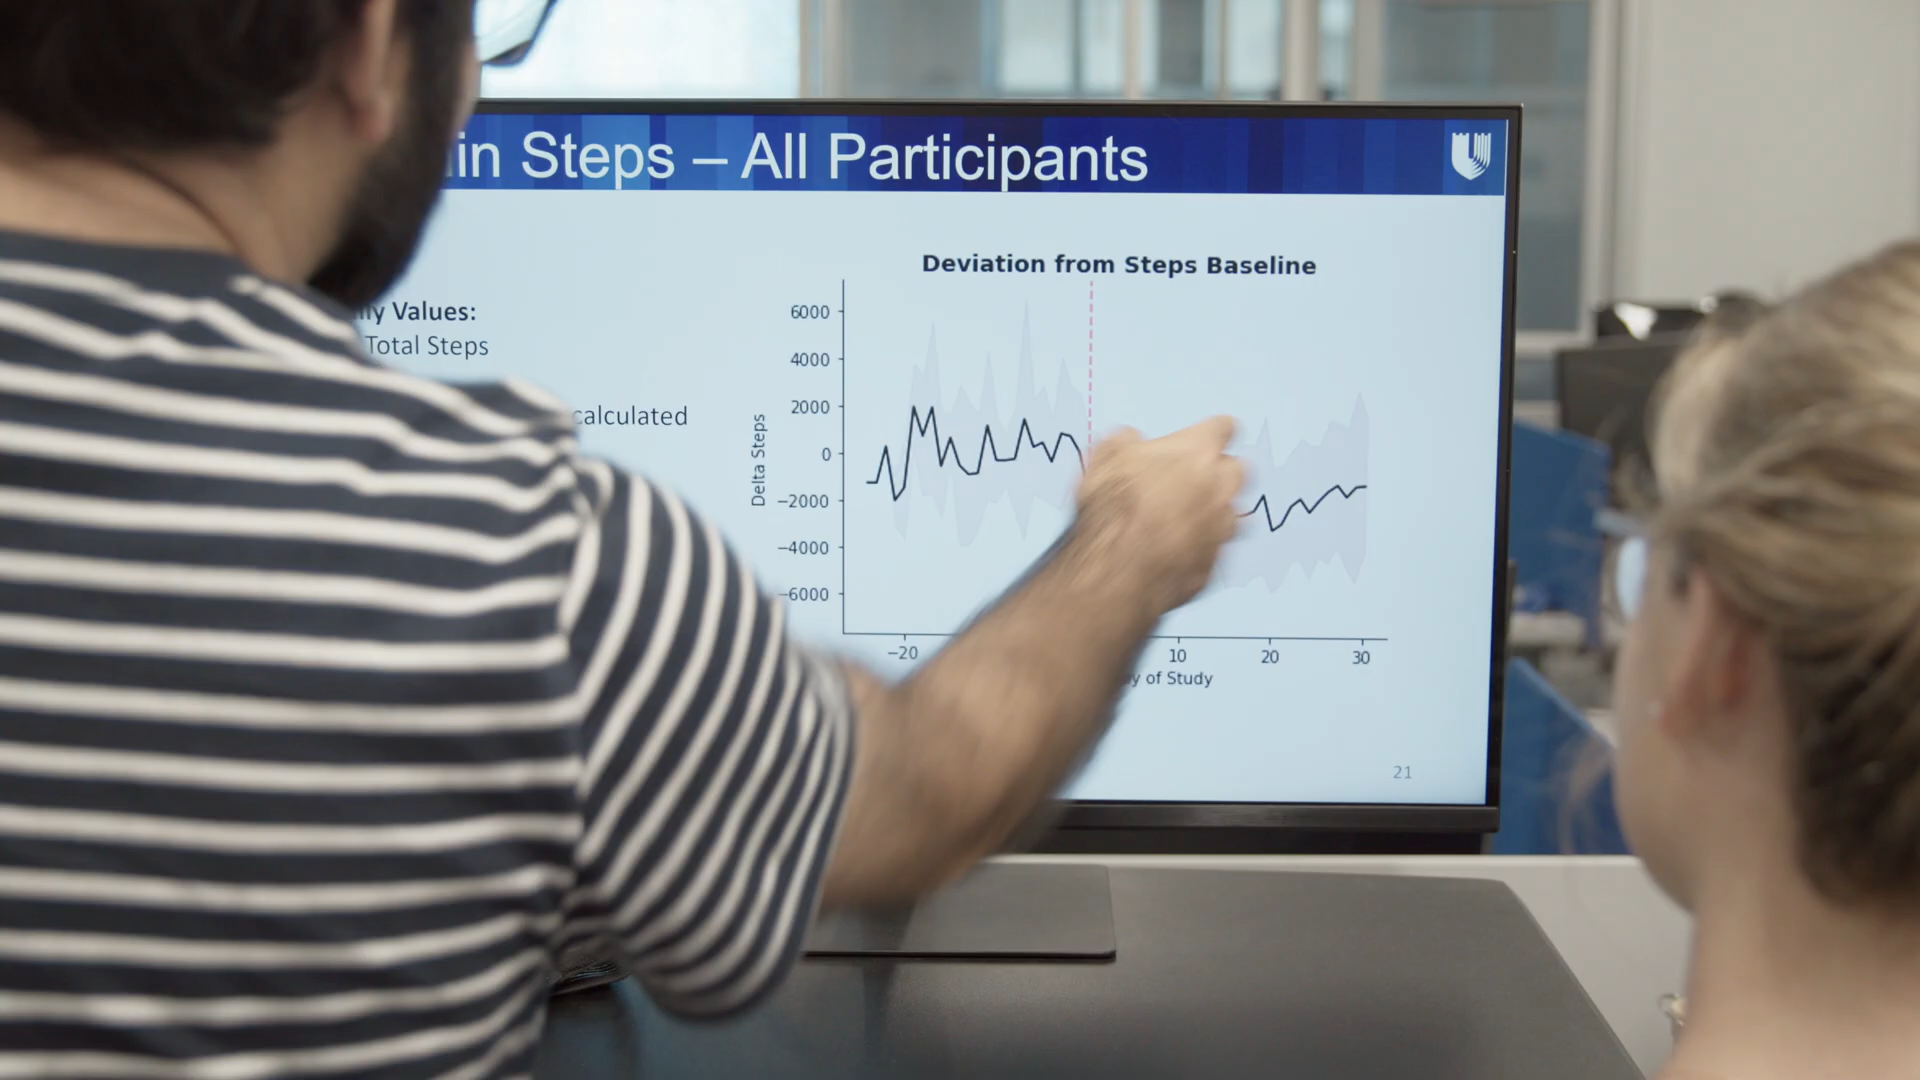 in Steps – All Participants
Values:
Total Steps
calculated
Deviation from Steps Baseline
6000
4000
2000
0
−2000
−4000
−6000
Delta Steps
−20
10
20
30
of Study
21